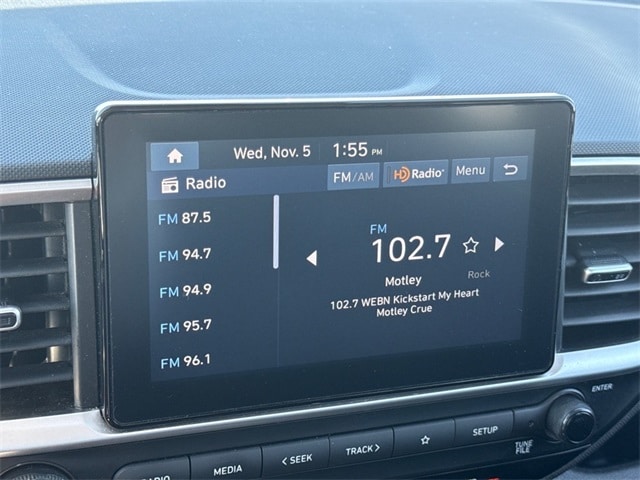 Wed, Nov. 5 1:55 PM
Radio FM/AM HD Radio Menu
FM 87.5
FM 94.7
FM 94.9
FM 95.7
FM 96.1
FM
102.7
Motley Rock
102.7 WEBN Kickstart My Heart
Motley Crue
RADIO MEDIA < SEEK TRACK > SETUP
TUNE
FILE
ENTER